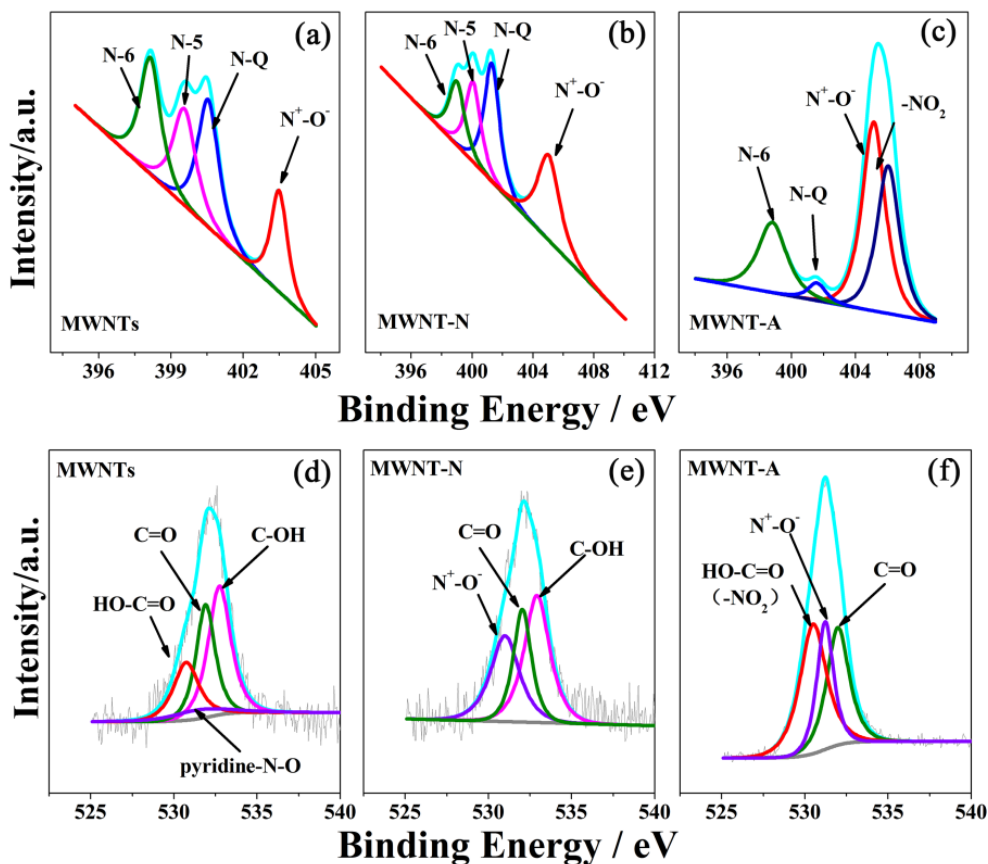 (a)
N-6
N-5
N-Q
N⁺-O⁻
MWNTs
396 399 402 405
(b)
N-6
N-5
N-Q
N⁺-O⁻
MWNT-N
396 400 404 408 412
(c)
N-6
N-Q
N⁺-O⁻
-NO₂
MWNT-A
396 400 404 408
Intensity/a.u.
Binding Energy / eV
MWNTs
(d)
C=O
C-OH
HO-C=O
pyridine-N-O
525 530 535 540
MWNT-N
(e)
C=O
C-OH
N⁺-O⁻
525 530 535 540
MWNT-A
(f)
N⁺-O⁻
HO-C=O
(-NO₂)
C=O
525 530 535 540
Intensity/a.u.
Binding Energy / eV